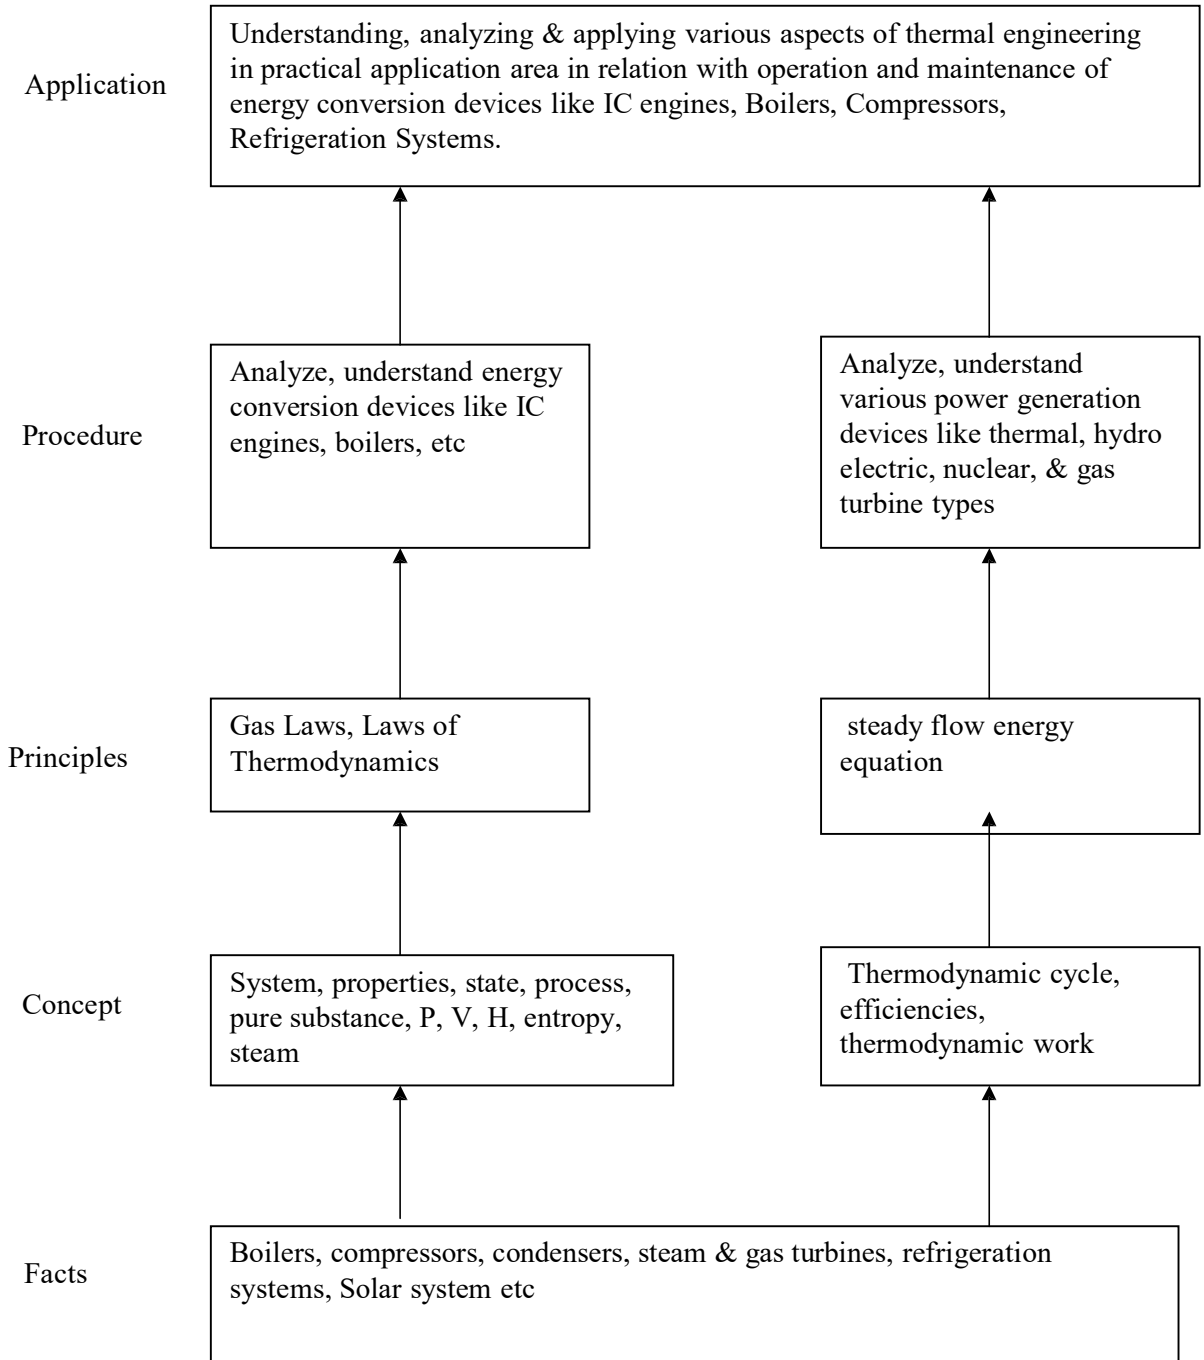 Application
Understanding, analyzing & applying various aspects of thermal engineering
in practical application area in relation with operation and maintenance of
energy conversion devices like IC engines, Boilers, Compressors,
Refrigeration Systems.
Procedure
Analyze, understand energy
conversion devices like IC
engines, boilers, etc
Analyze, understand
various power generation
devices like thermal, hydro
electric, nuclear, & gas
turbine types
Principles
Gas Laws, Laws of
Thermodynamics
steady flow energy
equation
Concept
System, properties, state, process,
pure substance, P, V, H, entropy,
steam
Thermodynamic cycle,
efficiencies,
thermodynamic work
Facts
Boilers, compressors, condensers, steam & gas turbines, refrigeration
systems, Solar system etc